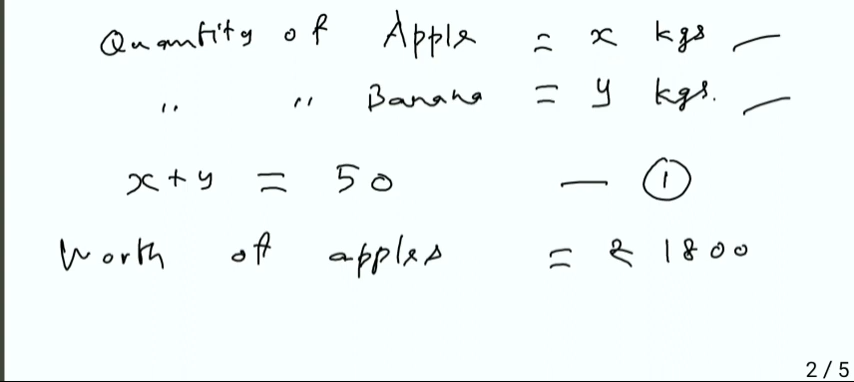 Quantity of Apple = x kgs —
" " Banana = y kgs. —
x + y = 50 — ①
Worth of apples = ₹ 1800
2/5